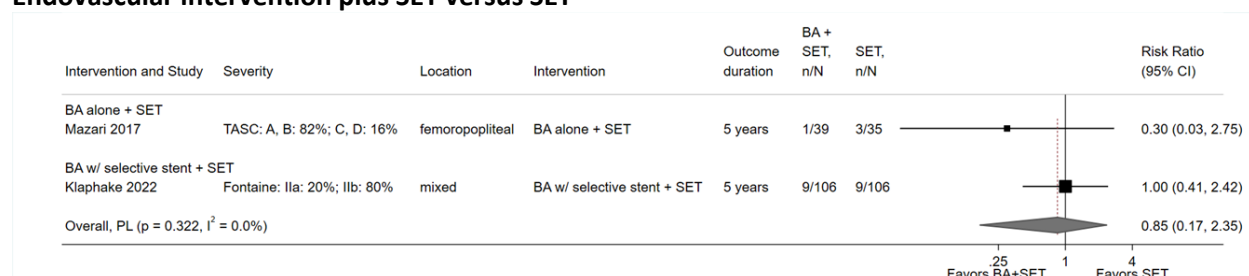 Endovascular intervention plus SET versus SET
Intervention and Study Severity Location Intervention Outcome duration BA + SET, n/N SET, n/N Risk Ratio (95% CI)
BA alone + SET
Mazari 2017 TASC: A, B: 82%; C, D: 16% femoropopliteal BA alone + SET 5 years 1/39 3/35 0.30 (0.03, 2.75)
BA w/ selective stent + SET
Klaphake 2022 Fontaine: IIa: 20%; IIb: 80% mixed BA w/ selective stent + SET 5 years 9/106 9/106 1.00 (0.41, 2.42)
Overall, PL (p = 0.322, I² = 0.0%) 0.85 (0.17, 2.35)
.25 1 4
Favors BA+SET Favors SET